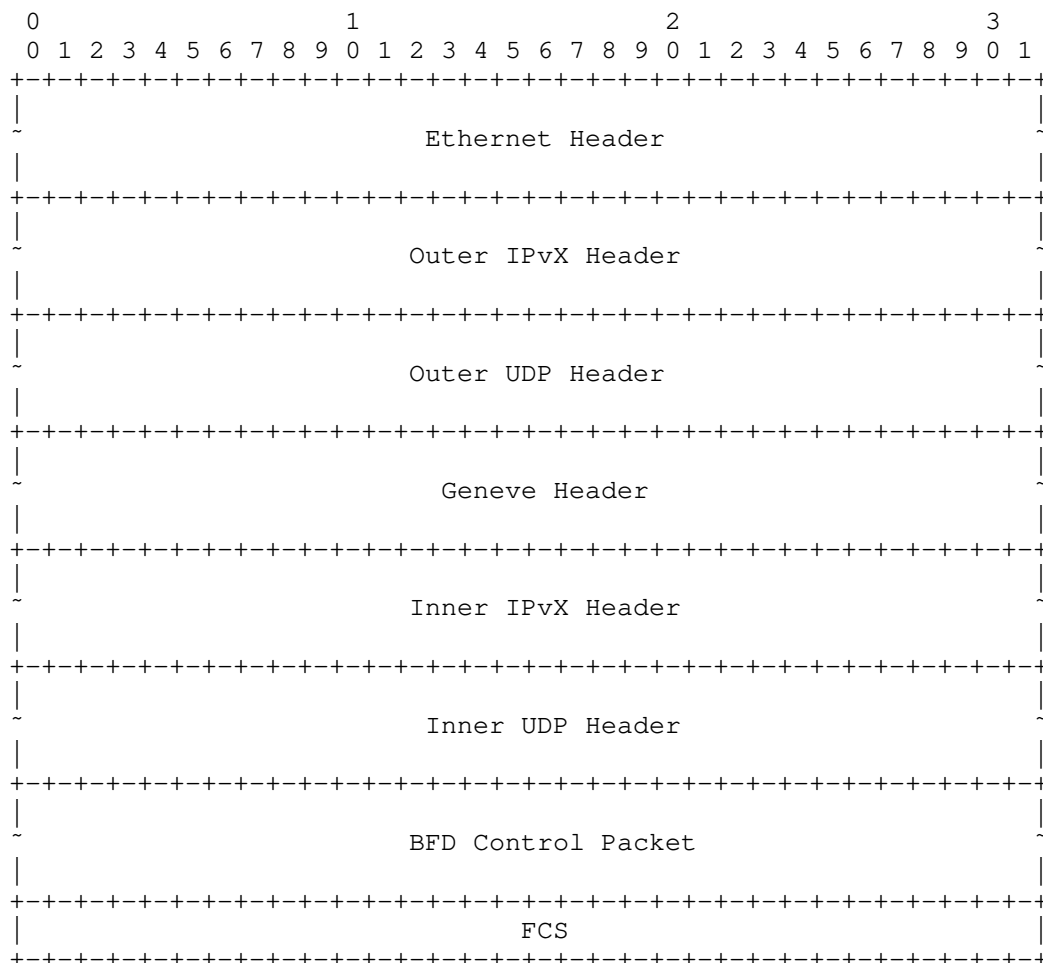 0                   1                   2                   3
 0 1 2 3 4 5 6 7 8 9 0 1 2 3 4 5 6 7 8 9 0 1 2 3 4 5 6 7 8 9 0 1
+-+-+-+-+-+-+-+-+-+-+-+-+-+-+-+-+-+-+-+-+-+-+-+-+-+-+-+-+-+-+-+-+
|                                                               |
~                         Ethernet Header                       ~
|                                                               |
+-+-+-+-+-+-+-+-+-+-+-+-+-+-+-+-+-+-+-+-+-+-+-+-+-+-+-+-+-+-+-+-+
|                                                               |
~                        Outer IPvX Header                      ~
|                                                               |
+-+-+-+-+-+-+-+-+-+-+-+-+-+-+-+-+-+-+-+-+-+-+-+-+-+-+-+-+-+-+-+-+
|                                                               |
~                        Outer UDP Header                       ~
|                                                               |
+-+-+-+-+-+-+-+-+-+-+-+-+-+-+-+-+-+-+-+-+-+-+-+-+-+-+-+-+-+-+-+-+
|                                                               |
~                          Geneve Header                        ~
|                                                               |
+-+-+-+-+-+-+-+-+-+-+-+-+-+-+-+-+-+-+-+-+-+-+-+-+-+-+-+-+-+-+-+-+
|                                                               |
~                        Inner IPvX Header                      ~
|                                                               |
+-+-+-+-+-+-+-+-+-+-+-+-+-+-+-+-+-+-+-+-+-+-+-+-+-+-+-+-+-+-+-+-+
|                                                               |
~                         Inner UDP Header                      ~
|                                                               |
+-+-+-+-+-+-+-+-+-+-+-+-+-+-+-+-+-+-+-+-+-+-+-+-+-+-+-+-+-+-+-+-+
|                                                               |
~                        BFD Control Packet                     ~
|                                                               |
+-+-+-+-+-+-+-+-+-+-+-+-+-+-+-+-+-+-+-+-+-+-+-+-+-+-+-+-+-+-+-+-+
|                               FCS                             |
+-+-+-+-+-+-+-+-+-+-+-+-+-+-+-+-+-+-+-+-+-+-+-+-+-+-+-+-+-+-+-+-+